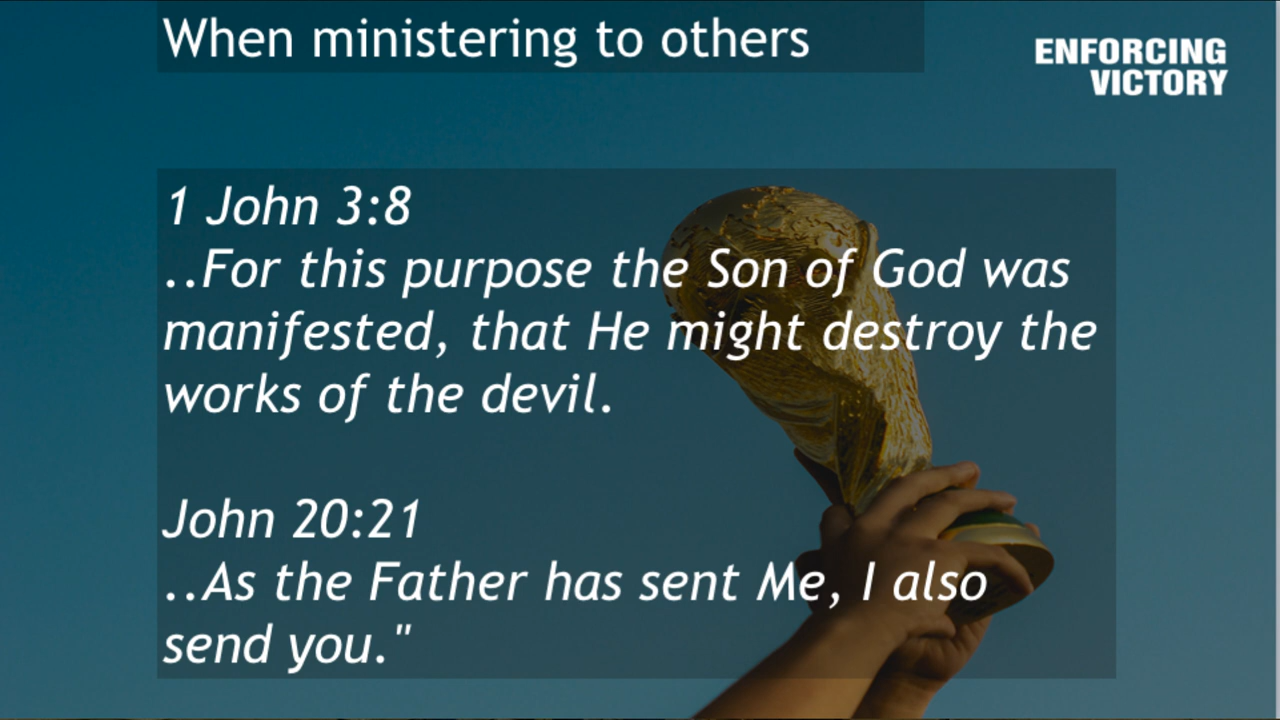 When ministering to others
ENFORCING
VICTORY
1 John 3:8
..For this purpose the Son of God was
manifested, that He might destroy the
works of the devil.
John 20:21
..As the Father has sent Me, I also
send you."